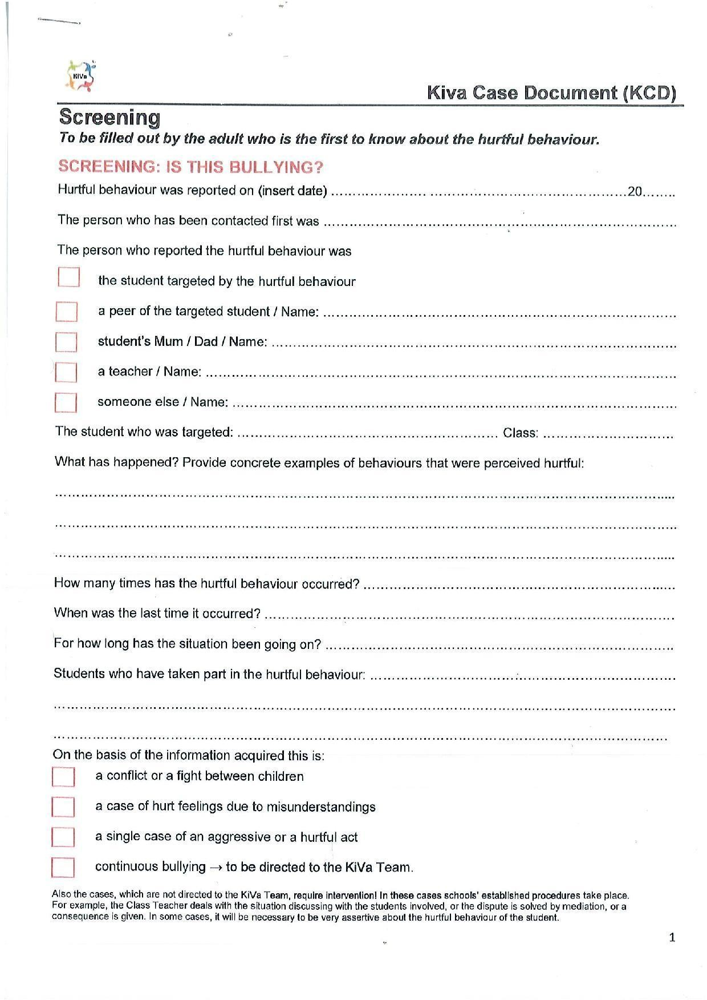 KiVa
Kiva Case Document (KCD)
Screening
To be filled out by the adult who is the first to know about the hurtful behaviour.
SCREENING: IS THIS BULLYING?
Hurtful behaviour was reported on (insert date) ........................................................................20........
The person who has been contacted first was ....................................................................................
The person who reported the hurtful behaviour was
the student targeted by the hurtful behaviour
a peer of the targeted student / Name: ....................................................................................
student's Mum / Dad / Name: ................................................................................................
a teacher / Name: ................................................................................................................
someone else / Name: .........................................................................................................
The student who was targeted: ............................................................. Class: ..............................
What has happened? Provide concrete examples of behaviours that were perceived hurtful:
....................................................................................................................................................
....................................................................................................................................................
....................................................................................................................................................
How many times has the hurtful behaviour occurred? ..........................................................................
When was the last time it occurred? ................................................................................................
For how long has the situation been going on? ..................................................................................
Students who have taken part in the hurtful behaviour: ........................................................................
....................................................................................................................................................
....................................................................................................................................................
On the basis of the information acquired this is:
a conflict or a fight between children
a case of hurt feelings due to misunderstandings
a single case of an aggressive or a hurtful act
continuous bullying → to be directed to the KiVa Team.
Also the cases, which are not directed to the KiVa Team, require intervention! In these cases schools' established procedures take place.
For example, the Class Teacher deals with the situation discussing with the students involved, or the dispute is solved by mediation, or a
consequence is given. In some cases, it will be necessary to be very assertive about the hurtful behaviour of the student.
1